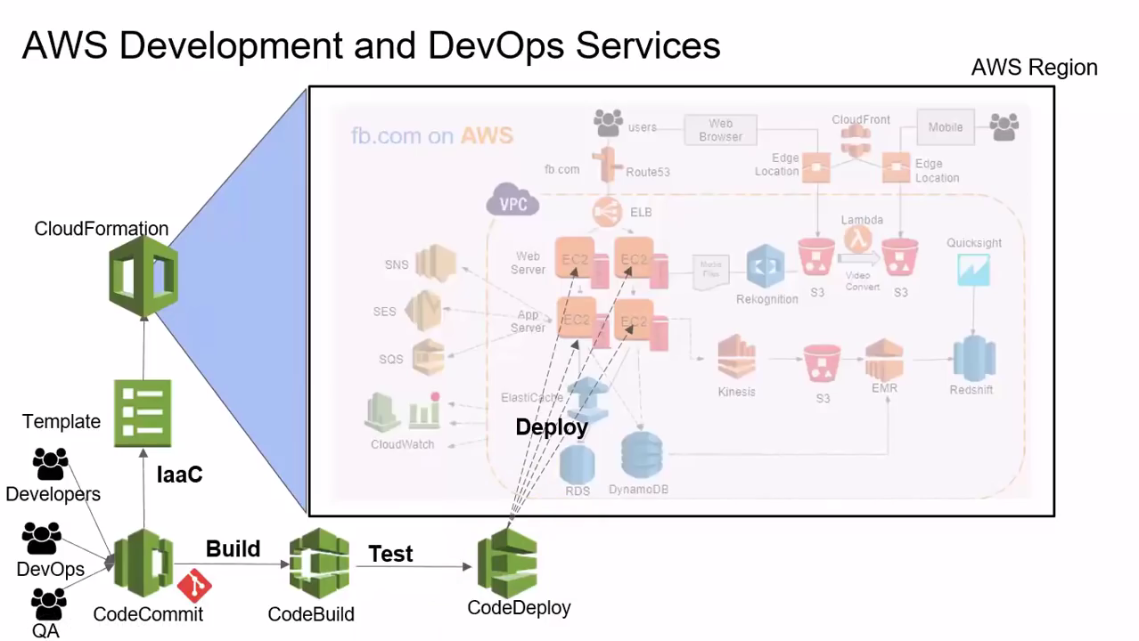 AWS Development and DevOps Services
AWS Region
fb.com on AWS
users
Web
Browser
CloudFront
Mobile
fb.com
Route53
Edge
Location
Edge
Location
VPC
ELB
CloudFormation
Lambda
Quicksight
SNS
Web
Server
EC2
EC2
Media
Files
Rekognition
S3
Video
Convert
S3
SES
App
Server
EC2
EC2
SQS
Kinesis
S3
EMR
Redshift
ElastiCache
Template
Deploy
CloudWatch
IaaC
RDS
DynamoDB
Developers
DevOps
QA
CodeCommit
Build
CodeBuild
Test
CodeDeploy